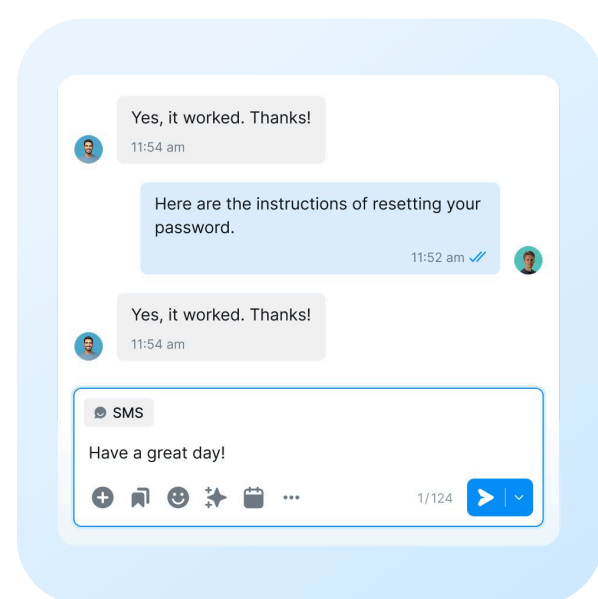 Yes, it worked. Thanks!
11:54 am
Here are the instructions of resetting your
password.
11:52 am
Yes, it worked. Thanks!
11:54 am
SMS
Have a great day!
1/124